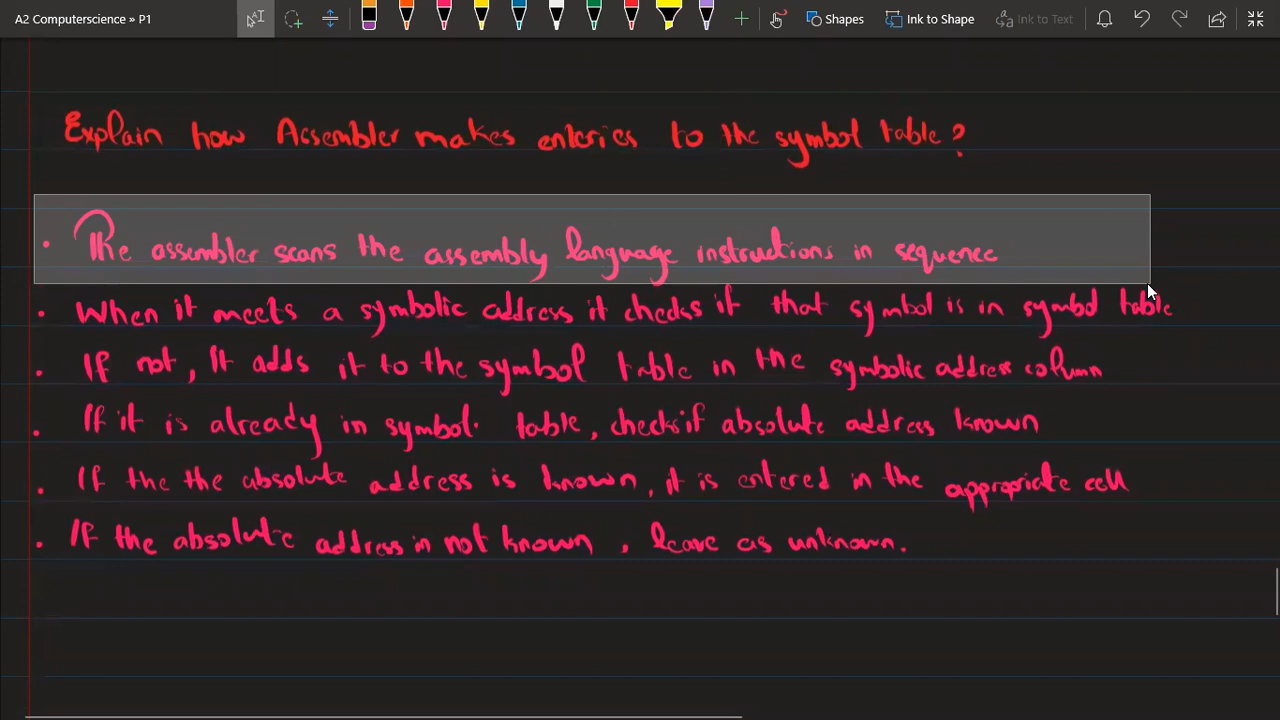 A2 Computerscience » P1
Shapes
Ink to Shape
Ink to Text
Explain how Assembler makes enteries to the symbol table?
• The assembler scans the assembly language instructions in sequence
• When it meets a symbolic address it checks if that symbol is in symbol table
• If not, It adds it to the symbol table in the symbolic address column
• If it is already in symbol. table, checks if absolute address known
• If the the absolute address is known, it is entered in the appropriate cell
• If the absolute address in not known, leave as unknown.